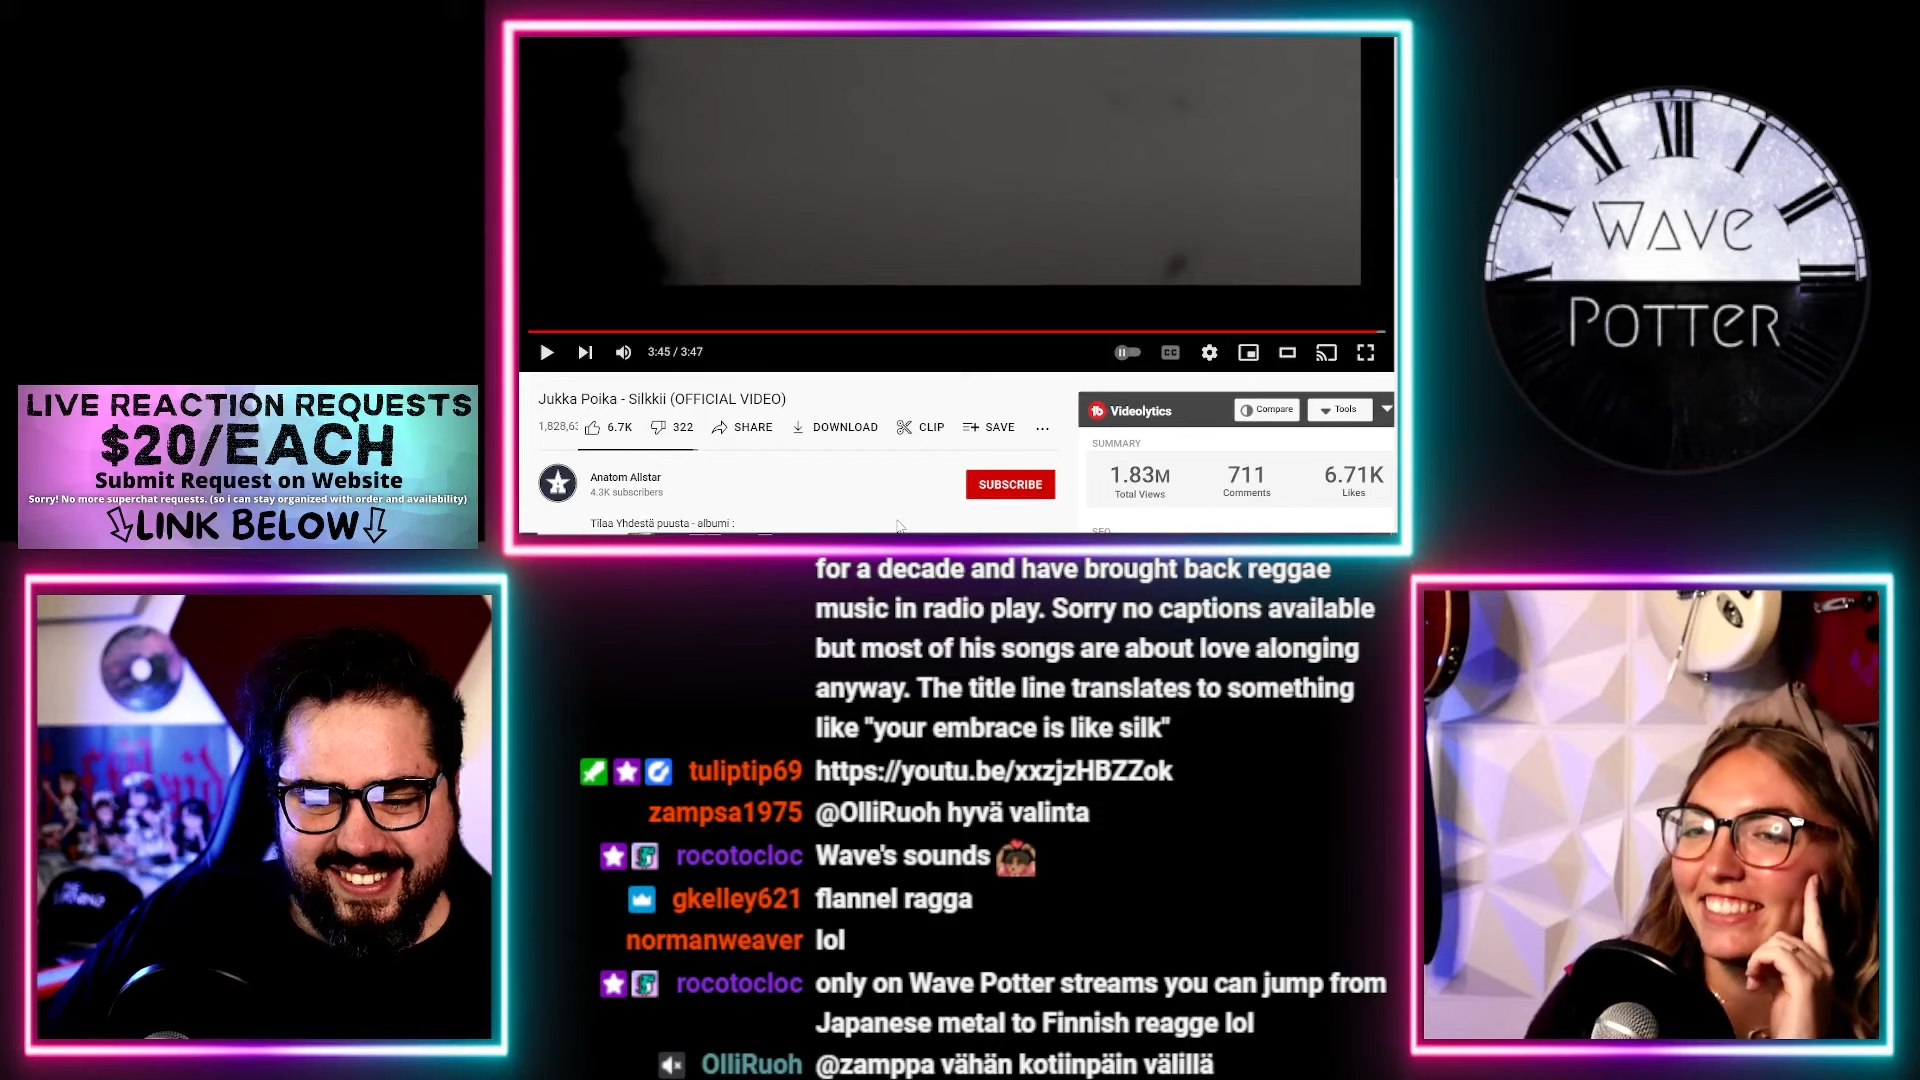 3:45 / 3:47
CC
Jukka Poika - Silkkii (OFFICIAL VIDEO)
6.7K
322
SHARE
DOWNLOAD
CLIP
SAVE
Anatom Allstar
4.3K subscribers
SUBSCRIBE
Tilaa Yhdestä puusta - albumi :
Videolytics
Compare
Tools
SUMMARY
1.83M
711
6.71K
Total Views
Comments
Likes
WAVE
POTTER
LIVE REACTION REQUESTS
$20/EACH
Submit Request on Website
Sorry! No more superchat requests. (so i can stay organized with order and availability)
LINK BELOW
for a decade and have brought back reggae
music in radio play. Sorry no captions available
but most of his songs are about love alonging
anyway. The title line translates to something
like "your embrace is like silk"
tuliptip69 https://youtu.be/xxzjzHBZZok
zampsa1975 @OlliRuoh hyvä valinta
rocotocloc Wave's sounds
gkelley621 flannel ragga
normanweaver lol
rocotocloc only on Wave Potter streams you can jump from
Japanese metal to Finnish reagge lol
OlliRuoh @zamppa vähän kotiinpäin välillä